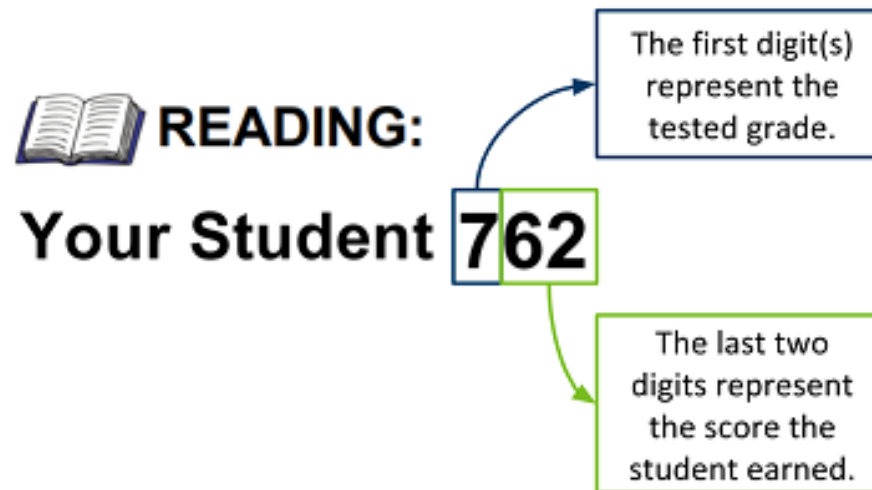 The first digit(s)
represent the
tested grade.
READING:
Your Student 762
The last two
digits represent
the score the
student earned.